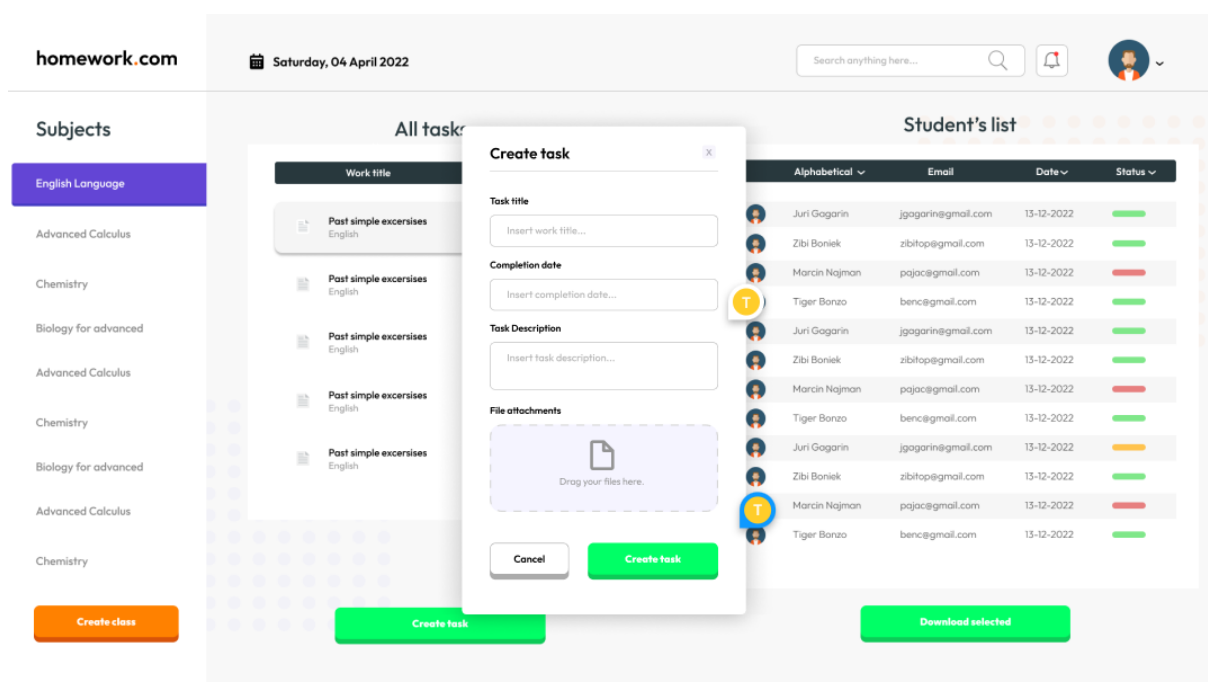 homework.com
Saturday, 04 April 2022
Search anything here...
Subjects
English Language
Advanced Calculus
Chemistry
Biology for advanced
Advanced Calculus
Chemistry
Biology for advanced
Advanced Calculus
Chemistry
Create class
All tasks
Work title
Past simple excersises
English
Past simple excersises
English
Past simple excersises
English
Past simple excersises
English
Past simple excersises
English
Create task
Create task
X
Task title
Insert work title...
Completion date
Insert completion date...
T
Task Description
Insert task description...
File attachments
Drag your files here.
T
Cancel
Create task
Student's list
Alphabetical Email Date Status
Juri Gagarin jgagarin@gmail.com 13-12-2022
Zibi Boniek zibitop@gmail.com 13-12-2022
Marcin Najman pajac@gmail.com 13-12-2022
Tiger Bonzo benc@gmail.com 13-12-2022
Juri Gagarin jgagarin@gmail.com 13-12-2022
Zibi Boniek zibitop@gmail.com 13-12-2022
Marcin Najman pajac@gmail.com 13-12-2022
Tiger Bonzo benc@gmail.com 13-12-2022
Juri Gagarin jgagarin@gmail.com 13-12-2022
Zibi Boniek zibitop@gmail.com 13-12-2022
Marcin Najman pajac@gmail.com 13-12-2022
Tiger Bonzo benc@gmail.com 13-12-2022
Download selected